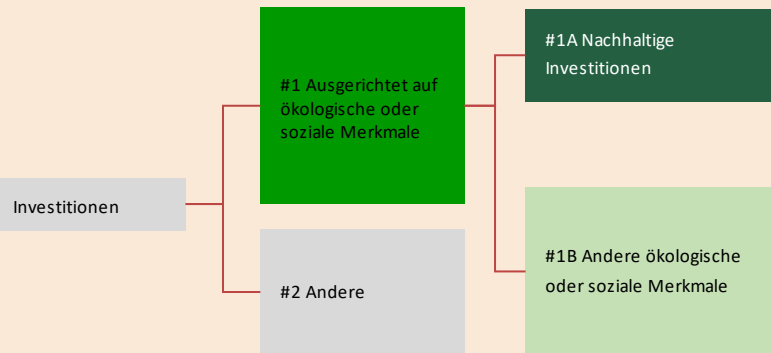 Investitionen
#1 Ausgerichtet auf
ökologische oder
soziale Merkmale
#2 Andere
#1A Nachhaltige
Investitionen
#1B Andere ökologische
oder soziale Merkmale